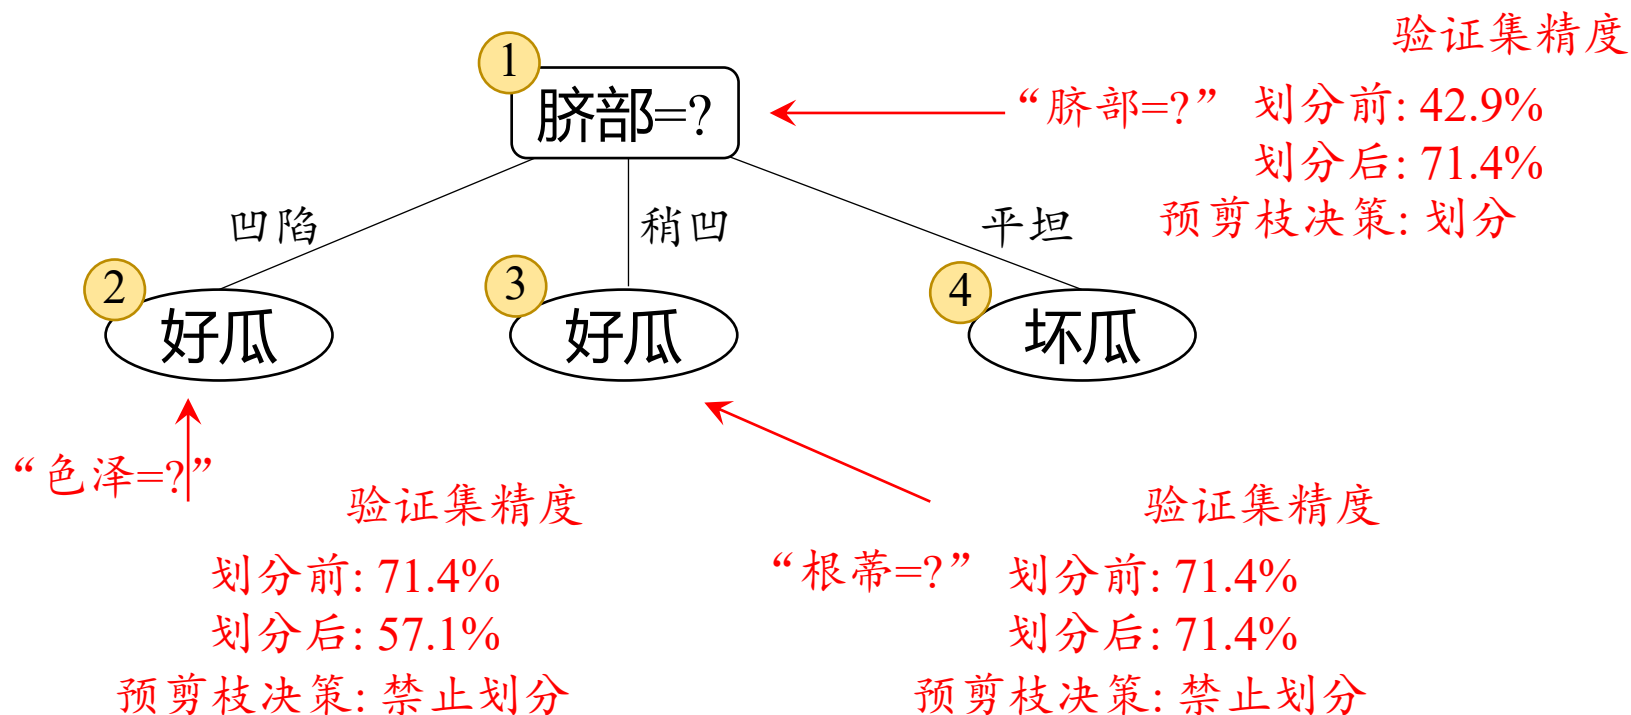 验证集精度
1
脐部=?
“脐部=?” 划分前: 42.9%
划分后: 71.4%
预剪枝决策: 划分
凹陷
稍凹
平坦
2
好瓜
3
好瓜
4
坏瓜
“色泽=?”
验证集精度
划分前: 71.4%
划分后: 57.1%
预剪枝决策: 禁止划分
验证集精度
“根蒂=?” 划分前: 71.4%
划分后: 71.4%
预剪枝决策: 禁止划分